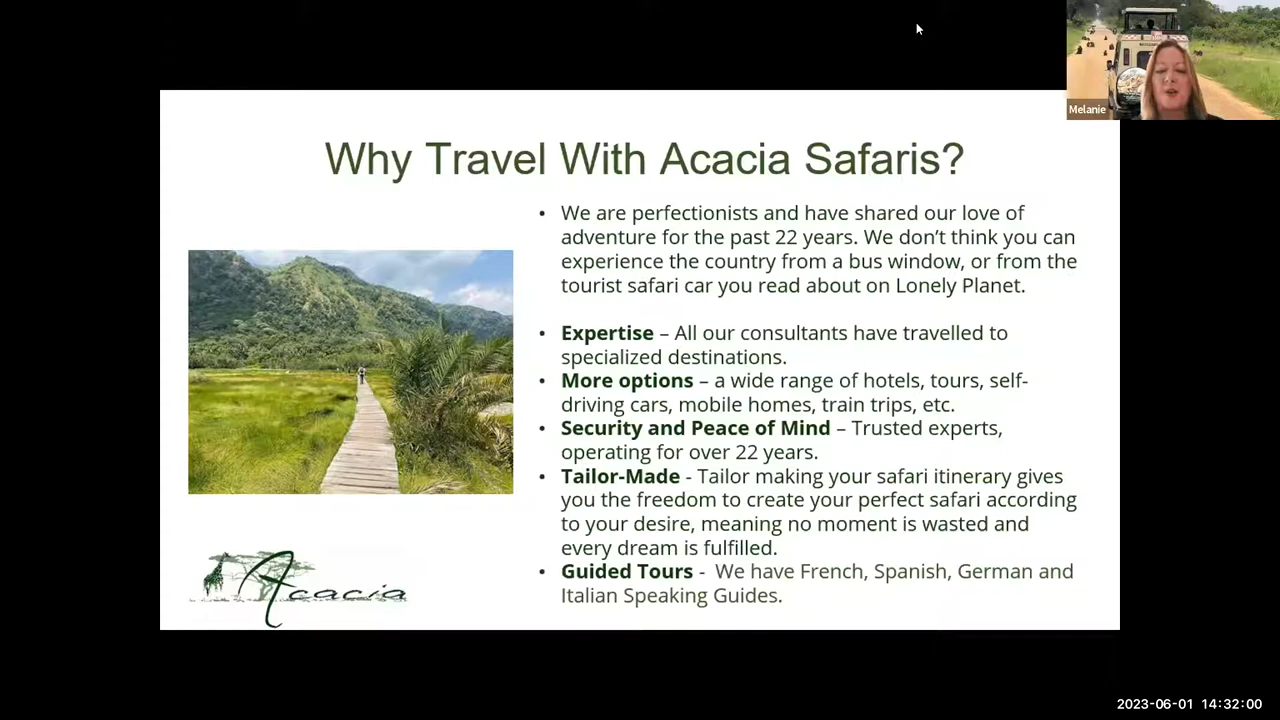 Melanie
Why Travel With Acacia Safaris?
• We are perfectionists and have shared our love of
adventure for the past 22 years. We don’t think you can
experience the country from a bus window, or from the
tourist safari car you read about on Lonely Planet.
• Expertise – All our consultants have travelled to
specialized destinations.
• More options – a wide range of hotels, tours, self-
driving cars, mobile homes, train trips, etc.
• Security and Peace of Mind – Trusted experts,
operating for over 22 years.
• Tailor-Made - Tailor making your safari itinerary gives
you the freedom to create your perfect safari according
to your desire, meaning no moment is wasted and
every dream is fulfilled.
• Guided Tours - We have French, Spanish, German and
Italian Speaking Guides.
Acacia
2023-06-01 14:32:00